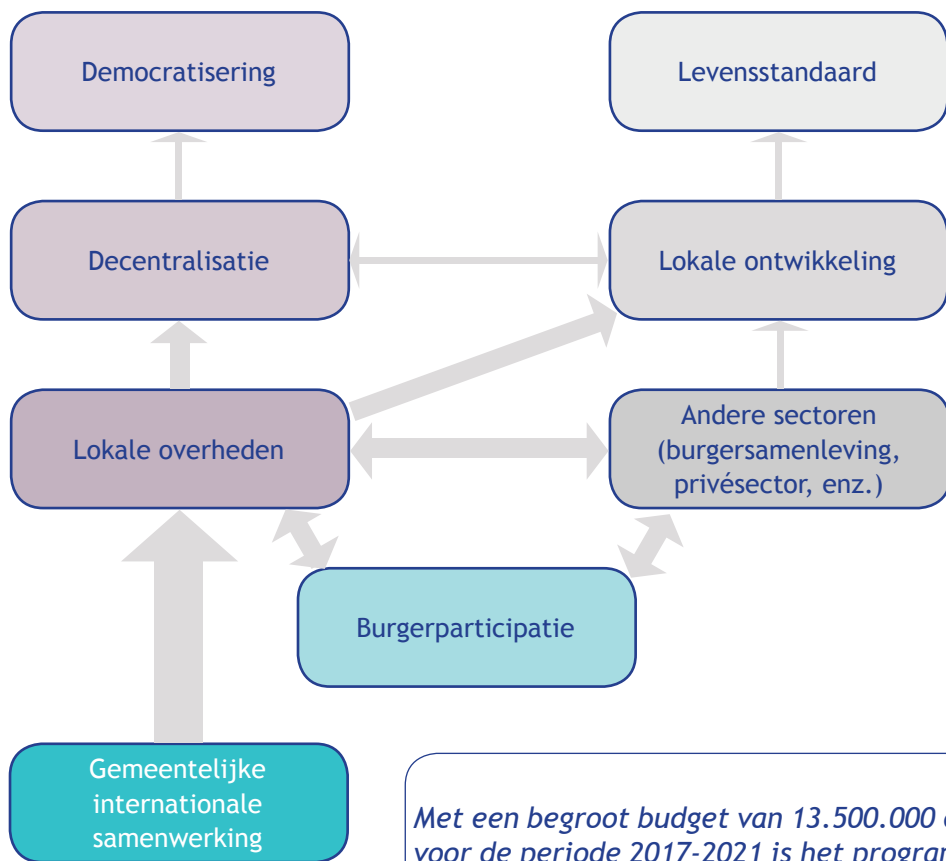 Democratisering
Levensstandaard
Decentralisatie
Lokale ontwikkeling
Lokale overheden
Andere sectoren
(burgersamenleving,
privésector, enz.)
Burgerparticipatie
Gemeentelijke
internationale
samenwerking
Met een begroot budget van 13.500.000
voor de periode 2017-2021 is het